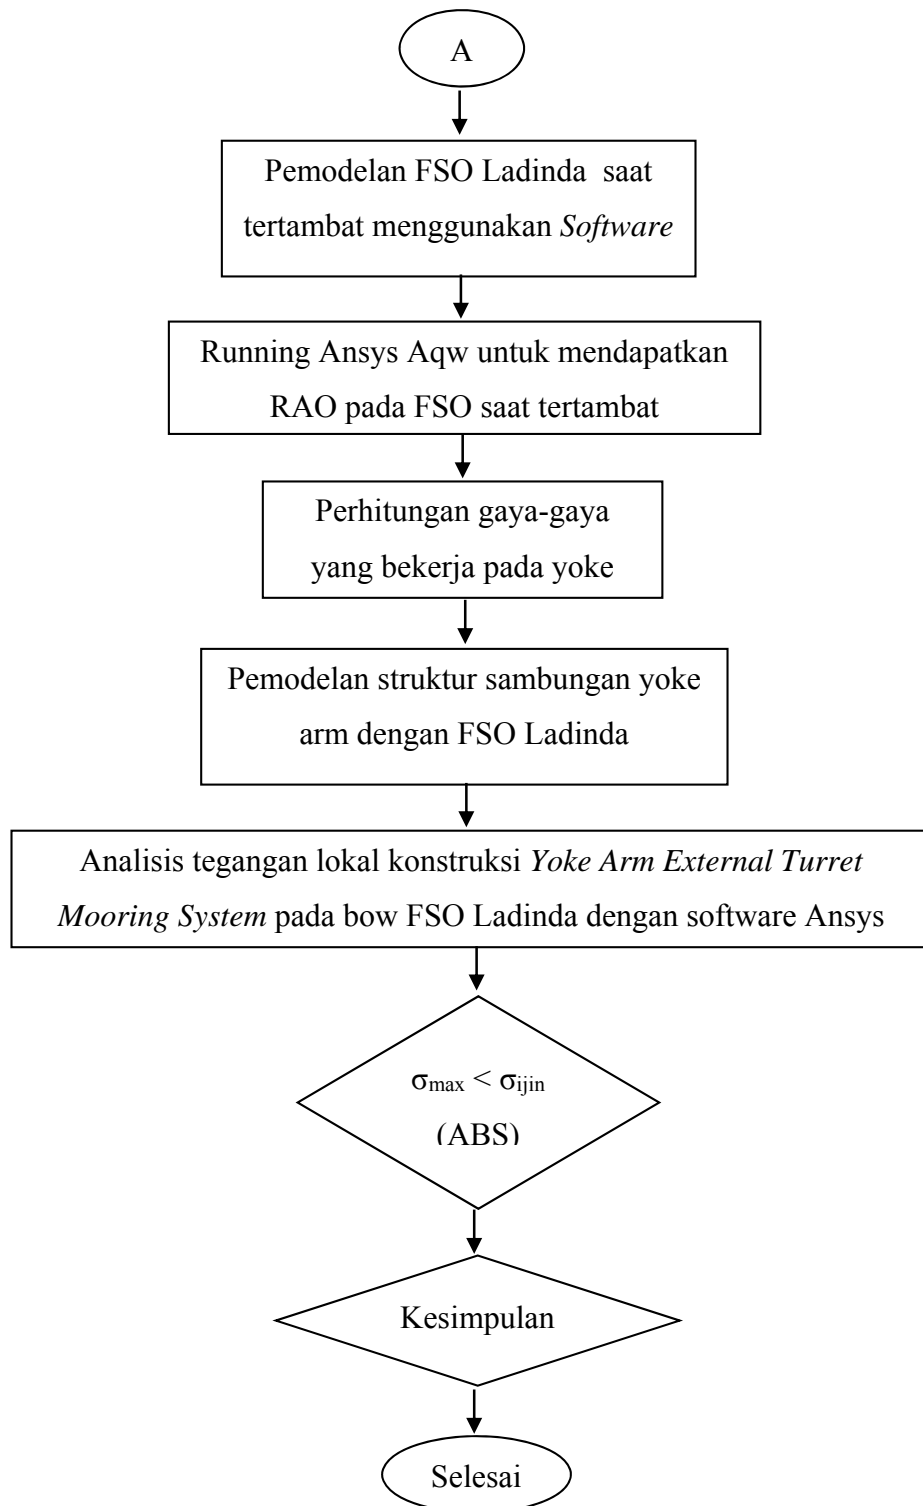 A
Pemodelan FSO Ladinda saat
tertambat menggunakan Software
Running Ansys Aqw untuk mendapatkan
RAO pada FSO saat tertambat
Perhitungan gaya-gaya
yang bekerja pada yoke
Pemodelan struktur sambungan yoke
arm dengan FSO Ladinda
Analisis tegangan lokal konstruksi Yoke Arm External Turret
Mooring System pada bow FSO Ladinda dengan software Ansys
σmax < σijin
(ABS)
Kesimpulan
Selesai